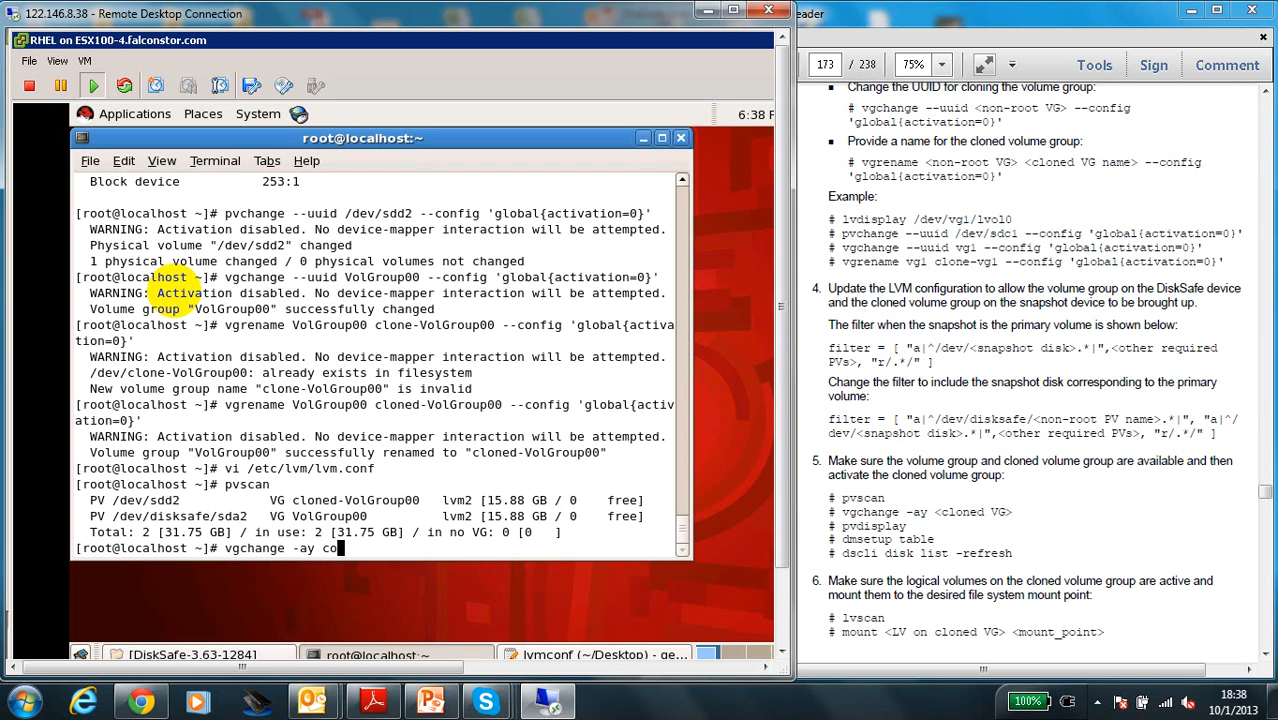 122.146.8.38 - Remote Desktop Connection
eader
RHEL on ESX100-4.falconstor.com
File View VM
173 / 238 75% Tools Sign Comment
Applications Places System 6:38 P
root@localhost:~
File Edit View Terminal Tabs Help
Block device 253:1
[root@localhost ~]# pvchange --uuid /dev/sdd2 --config 'global{activation=0}'
WARNING: Activation disabled. No device-mapper interaction will be attempted.
Physical volume "/dev/sdd2" changed
1 physical volume changed / 0 physical volumes not changed
[root@localhost ~]# vgchange --uuid VolGroup00 --config 'global{activation=0}'
WARNING: Activation disabled. No device-mapper interaction will be attempted.
Volume group "VolGroup00" successfully changed
[root@localhost ~]# vgrename VolGroup00 clone-VolGroup00 --config 'global{activa
tion=0}'
WARNING: Activation disabled. No device-mapper interaction will be attempted.
/dev/clone-VolGroup00: already exists in filesystem
New volume group name "clone-VolGroup00" is invalid
[root@localhost ~]# vgrename VolGroup00 cloned-VolGroup00 --config 'global{activ
ation=0}'
WARNING: Activation disabled. No device-mapper interaction will be attempted.
Volume group "VolGroup00" successfully renamed to "cloned-VolGroup00"
[root@localhost ~]# vi /etc/lvm/lvm.conf
[root@localhost ~]# pvscan
PV /dev/sdd2 VG cloned-VolGroup00 lvm2 [15.88 GB / 0 free]
PV /dev/disksafe/sda2 VG VolGroup00 lvm2 [15.88 GB / 0 free]
Total: 2 [31.75 GB] / in use: 2 [31.75 GB] / in no VG: 0 [0 ]
[root@localhost ~]# vgchange -ay co
[DiskSafe-3.63-1284] root@localhost:~ lvmconf (~/Desktop) - ge
Change the UUID for cloning the volume group:
# vgchange --uuid <non-root VG> --config
'global{activation=0}'
Provide a name for the cloned volume group:
# vgrename <non-root VG> <cloned VG name> --config
'global{activation=0}'
Example:
# lvdisplay /dev/vg1/lvol0
# pvchange --uuid /dev/sdc1 --config 'global{activation=0}'
# vgchange --uuid vg1 --config 'global{activation=0}'
# vgrename vg1 clone-vg1 --config 'global{activation=0}'
4. Update the LVM configuration to allow the volume group on the DiskSafe device
and the cloned volume group on the snapshot device to be brought up.
The filter when the snapshot is the primary volume is shown below:
filter = [ "a|^/dev/<snapshot disk>.*|",<other required
PVs>, "r/.*/" ]
Change the filter to include the snapshot disk corresponding to the primary
volume:
filter = [ "a|^/dev/disksafe/<non-root PV name>.*|", "a|^/
dev/<snapshot disk>.*|",<other required PVs>, "r/.*/" ]
5. Make sure the volume group and cloned volume group are available and then
activate the cloned volume group:
# pvscan
# vgchange -ay <cloned VG>
# pvdisplay
# dmsetup table
# dscli disk list -refresh
6. Make sure the logical volumes on the cloned volume group are active and
mount them to the desired file system mount point:
# lvscan
# mount <LV on cloned VG> <mount_point>
100%
18:38
10/1/2013